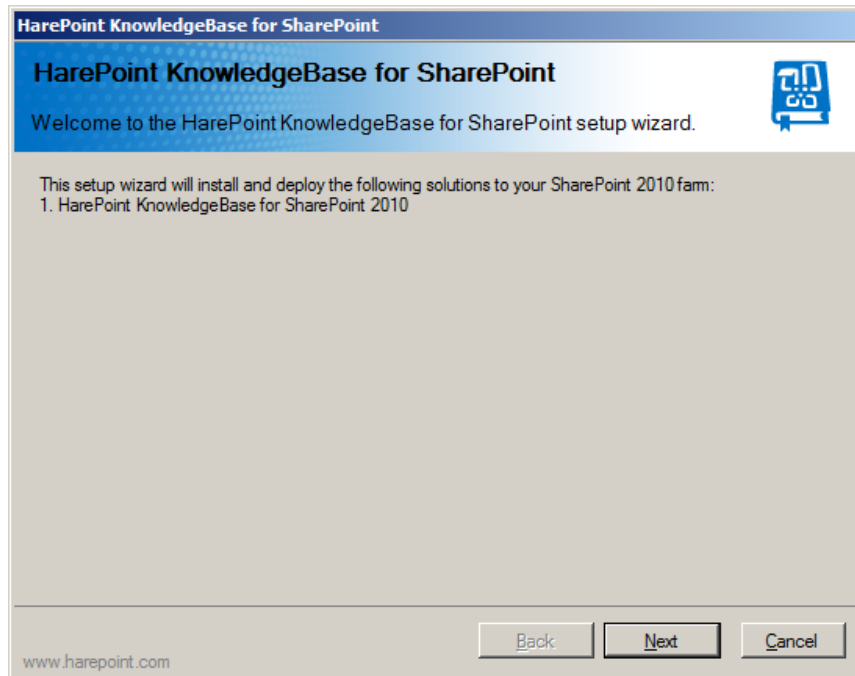 HarePoint KnowledgeBase for SharePoint
HarePoint KnowledgeBase for SharePoint
Welcome to the HarePoint KnowledgeBase for SharePoint setup wizard.
This setup wizard will install and deploy the following solutions to your SharePoint 2010 farm:
1. HarePoint KnowledgeBase for SharePoint 2010
Back
Next
Cancel
www.harepoint.com